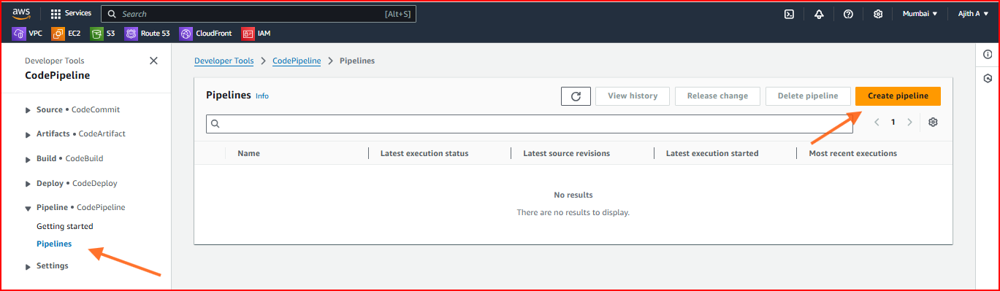 aws Services Search [Alt+S] Mumbai Ajith A
VPC EC2 S3 Route 53 CloudFront IAM
Developer Tools
CodePipeline
Source • CodeCommit
Artifacts • CodeArtifact
Build • CodeBuild
Deploy • CodeDeploy
Pipeline • CodePipeline
Getting started
Pipelines
Settings
Developer Tools CodePipeline Pipelines
Pipelines Info View history Release change Delete pipeline Create pipeline
1
Name Latest execution status Latest source revisions Latest execution started Most recent executions
No results
There are no results to display.